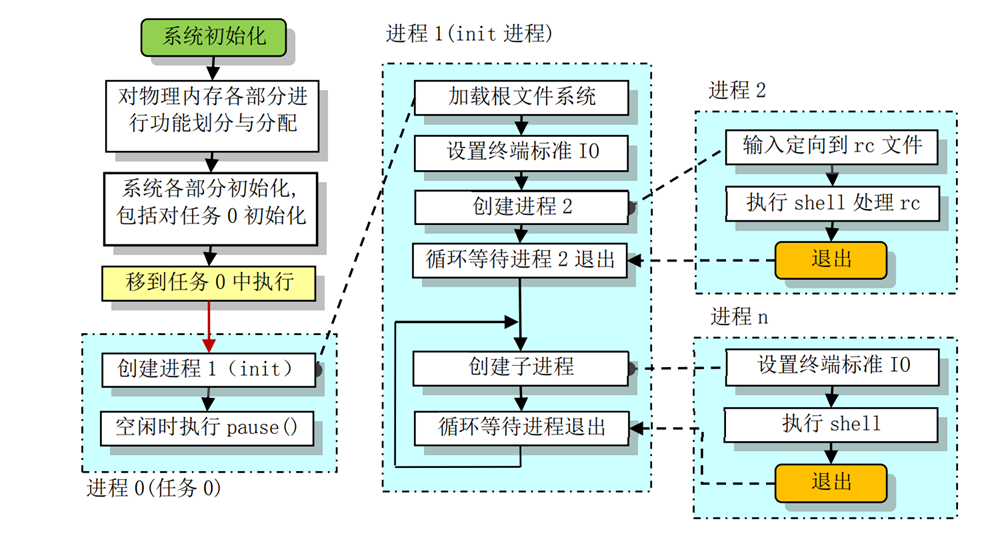 系统初始化
对物理内存各部分进
行功能划分与分配
系统各部分初始化,
包括对任务 0 初始化
移到任务 0 中执行
创建进程 1（init）
空闲时执行 pause()
进程 0(任务 0)
进程 1(init 进程)
加载根文件系统
设置终端标准 IO
创建进程 2
循环等待进程 2 退出
创建子进程
循环等待进程退出
进程 2
输入定向到 rc 文件
执行 shell 处理 rc
退出
进程 n
设置终端标准 IO
执行 shell
退出